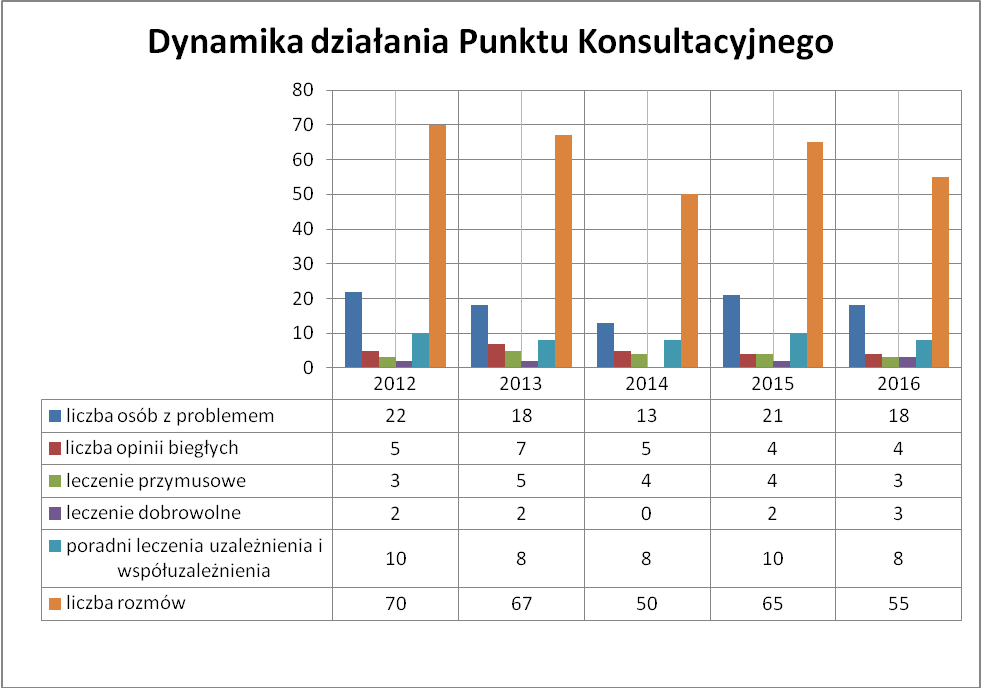 Dynamika działania Punktu Konsultacyjnego
80
70
60
50
40
30
20
10
0
2012 2013 2014 2015 2016
liczba osób z problemem 22 18 13 21 18
liczba opinii biegłych 5 7 5 4 4
leczenie przymusowe 3 5 4 4 3
leczenie dobrowolne 2 2 0 2 3
poradni leczenia uzależnienia i
współuzależnienia 10 8 8 10 8
liczba rozmów 70 67 50 65 55